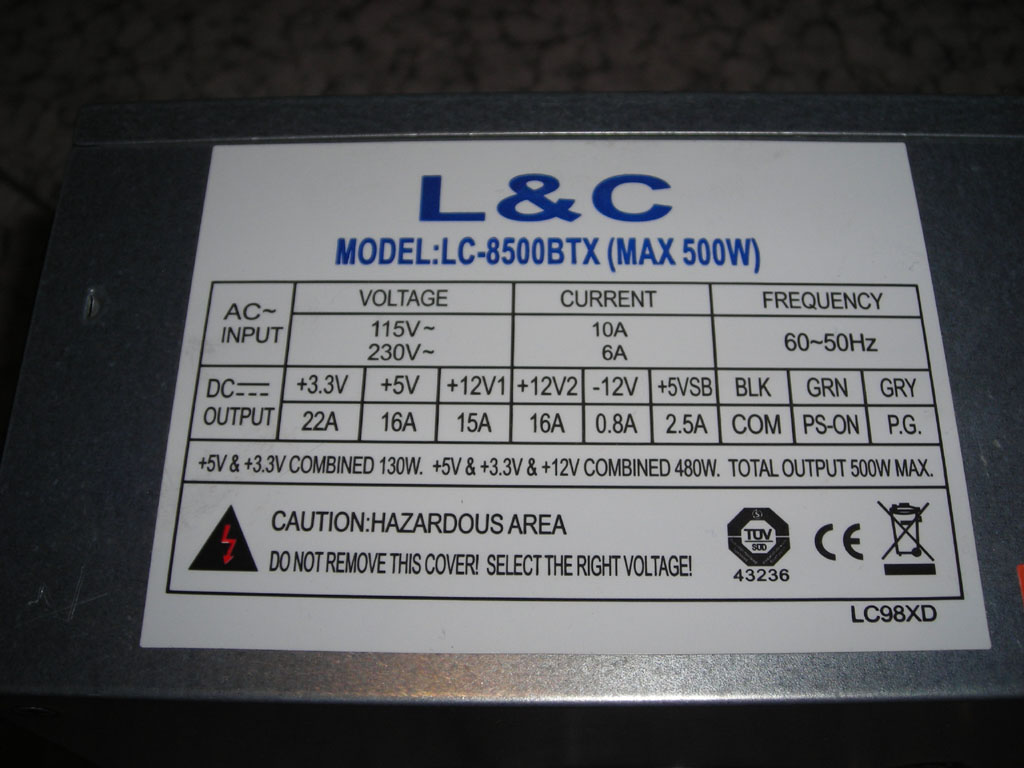 L&C
MODEL:LC-8500BTX (MAX 500W)
AC~ INPUT VOLTAGE CURRENT FREQUENCY
115V~ 10A 60~50Hz
230V~ 6A
DC OUTPUT +3.3V +5V +12V1 +12V2 -12V +5VSB BLK GRN GRY
22A 16A 15A 16A 0.8A 2.5A COM PS-ON P.G.
+5V & +3.3V COMBINED 130W. +5V & +3.3V & +12V COMBINED 480W. TOTAL OUTPUT 500W MAX.
CAUTION:HAZARDOUS AREA
DO NOT REMOVE THIS COVER! SELECT THE RIGHT VOLTAGE!
TÜV
SÜD
43236
CE
LC98XD